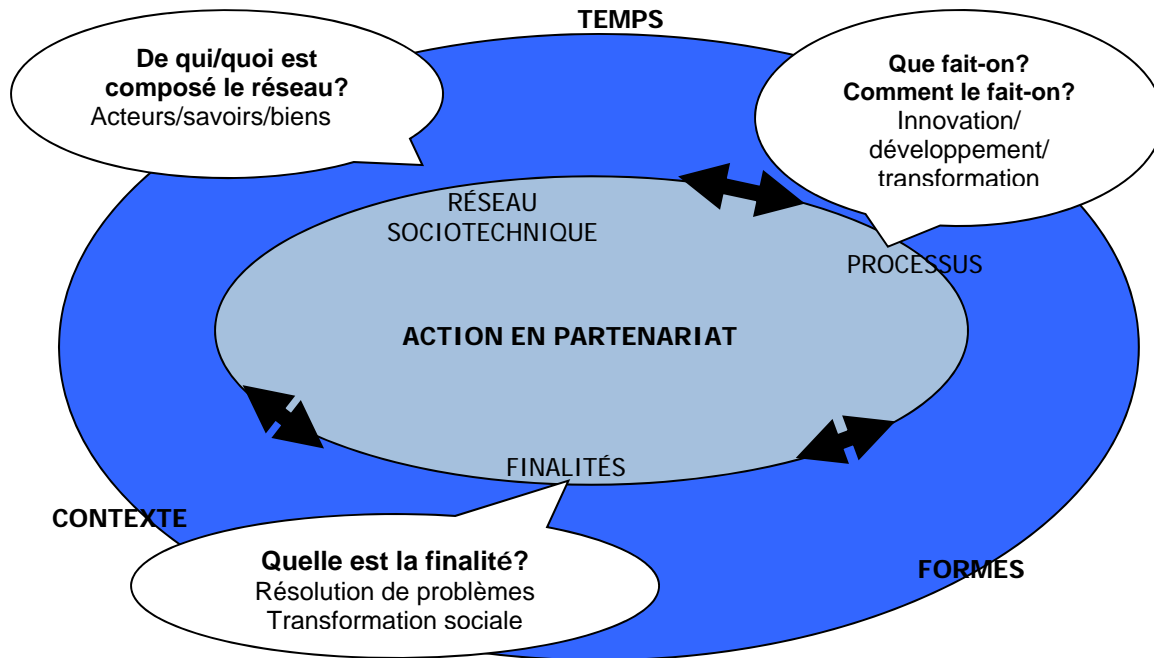 TEMPS
De qui/quoi est
composé le réseau?
Acteurs/savoirs/biens
Que fait-on?
Comment le fait-on?
Innovation/
développement/
transformation
RÉSEAU
SOCIOTECHNIQUE
PROCESSUS
ACTION EN PARTENARIAT
FINALITÉS
CONTEXTE
Quelle est la finalité?
Résolution de problèmes
Transformation sociale
FORMES